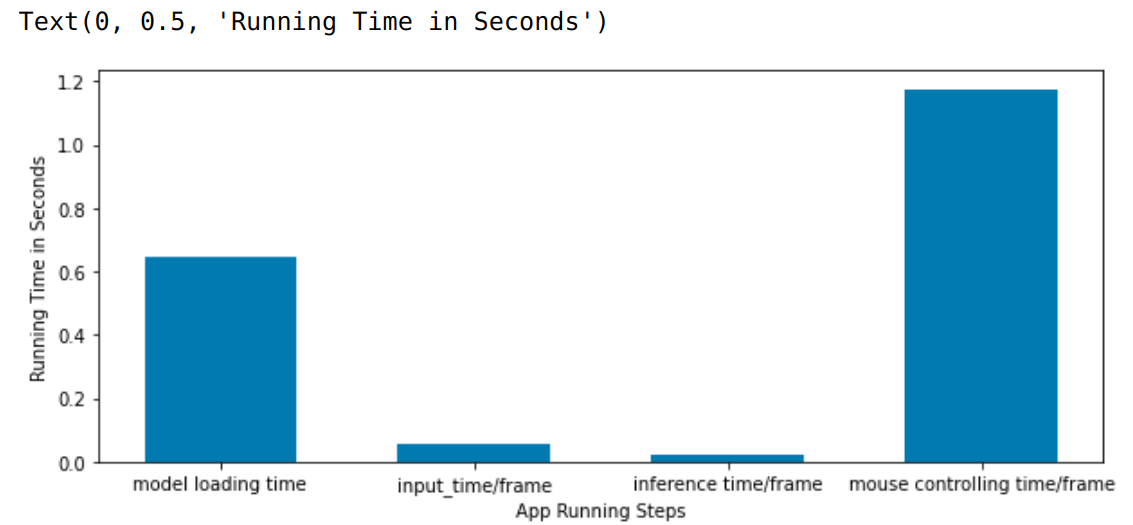 Text(0, 0.5, 'Running Time in Seconds')
1.2
1.0
0.8
0.6
0.4
0.2
0.0
Running Time in Seconds
model loading time
input_time/frame
inference time/frame
mouse controlling time/frame
App Running Steps